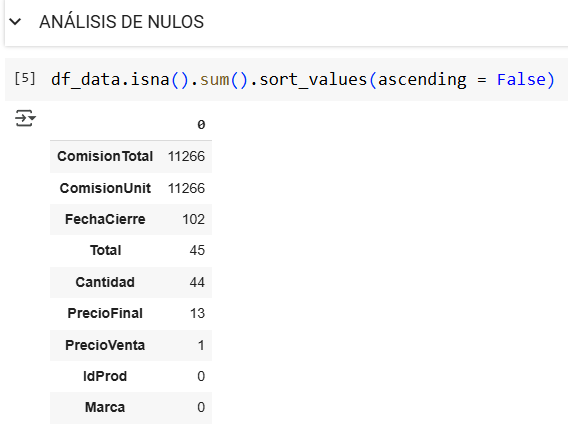 ANÁLISIS DE NULOS
[5] df_data.isna().sum().sort_values(ascending = False)
0
ComisionTotal 11266
ComisionUnit 11266
FechaCierre 102
Total 45
Cantidad 44
PrecioFinal 13
PrecioVenta 1
IdProd 0
Marca 0